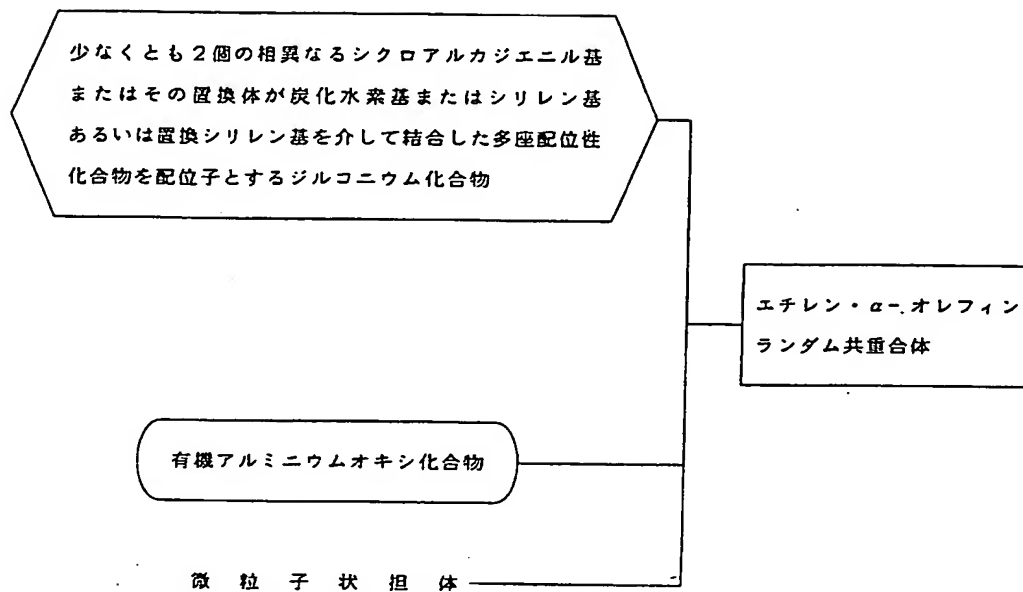 少なくとも2個の相異なるシクロアルカジエニル基
またはその置換体が炭化水素基またはシリレン基
あるいは置換シリレン基を介して結合した多座配位性
化合物を配位子とするジルコニウム化合物
エチレン・α-オレフィン
ランダム共重合体
有機アルミニウムオキシ化合物
微粒子状担体